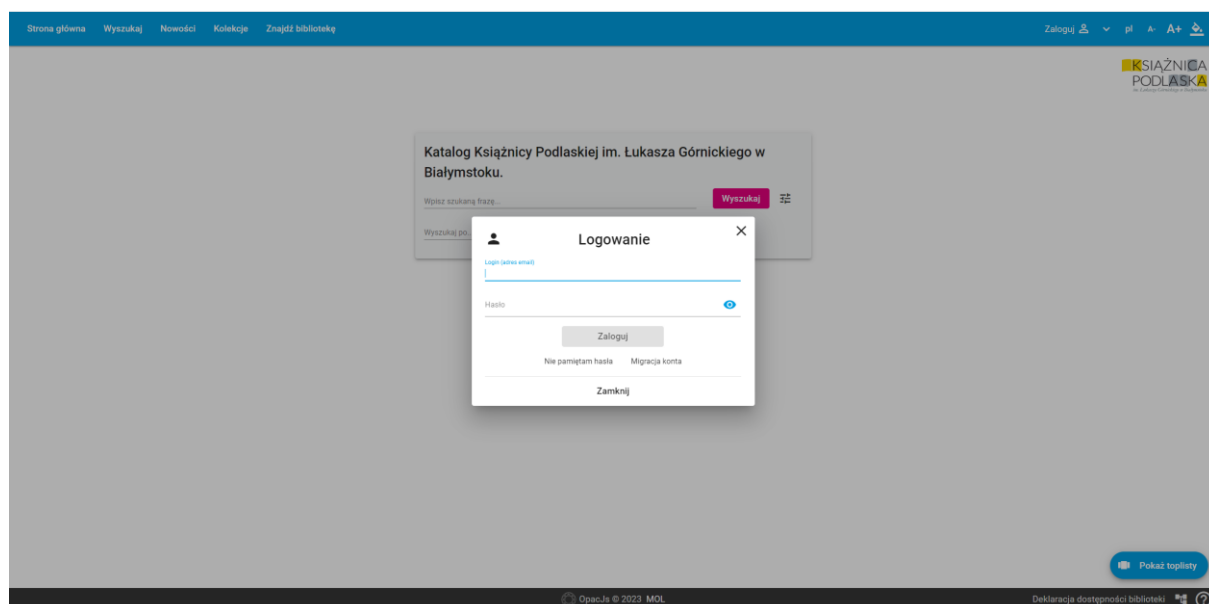 Strona główna Wyszukaj Nowości Kolekcje Znajdź bibliotekę Zaloguj pl A- A+
KSIĄŻNICA
PODLASKA
Katalog Książnicy Podlaskiej im. Łukasza Górnickiego w
Białymstoku.
Wpisz szukaną frazę... Wyszukaj
Wyszukaj po...
Logowanie
Login (adres email)
Hasło
Zaloguj
Nie pamiętam hasła Migracja konta
Zamknij
Pokaż toplisty
OpacJs © 2023 MOL Deklaracja dostępności biblioteki